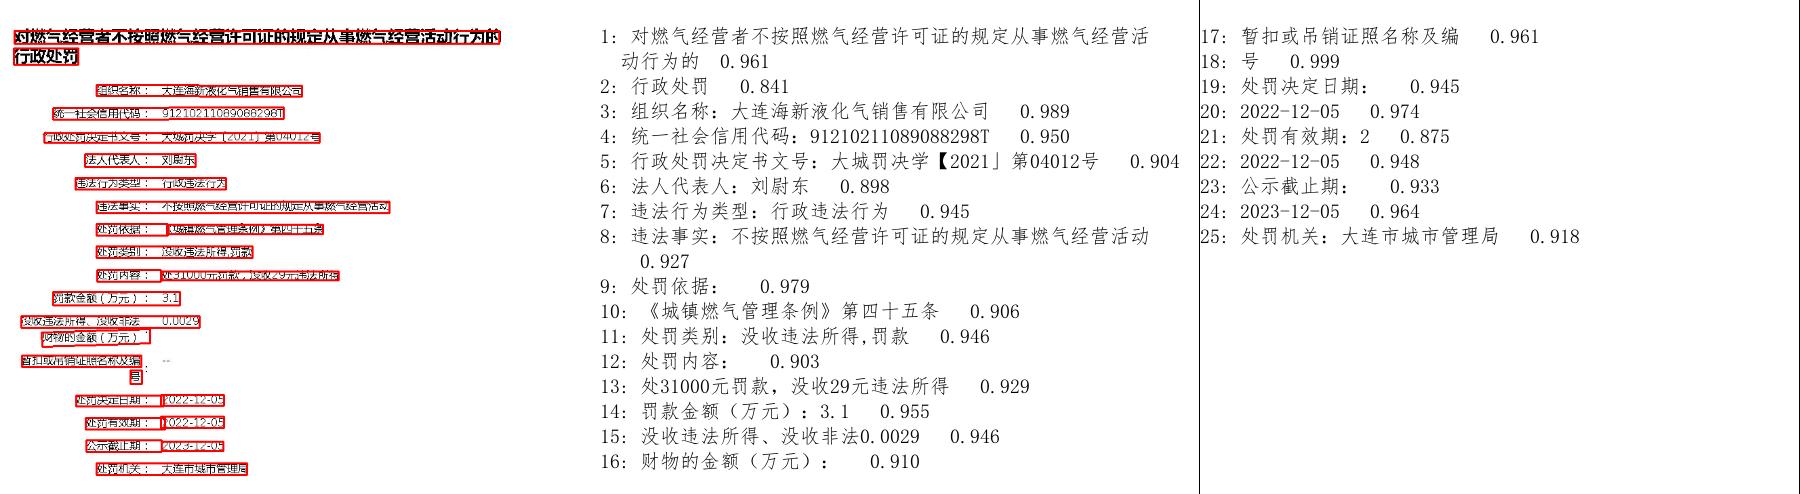 对燃气经营者不按照燃气经营许可证的规定从事燃气经营活动行为的
行政处罚
组织名称： 大连海新液化气销售有限公司
统一社会信用代码： 91210211089088298T
行政处罚决定书文号： 大城罚决字〔2021〕第04012号
法人代表人： 刘尉东
违法行为类型： 行政违法行为
违法事实： 不按照燃气经营许可证的规定从事燃气经营活动
处罚依据： 《城镇燃气管理条例》第四十五条
处罚类别： 没收违法所得,罚款
处罚内容： 处31000元罚款，没收29元违法所得
罚款金额（万元）： 3.1
没收违法所得、没收非法 0.0029
财物的金额（万元）：
暂扣或吊销证照名称及编 --
号：
处罚决定日期： 2022-12-05
处罚有效期： 2022-12-05
公示截止期： 2023-12-05
处罚机关： 大连市城市管理局
1: 对燃气经营者不按照燃气经营许可证的规定从事燃气经营活
动行为的 0.961
2: 行政处罚 0.841
3: 组织名称：大连海新液化气销售有限公司 0.989
4: 统一社会信用代码：91210211089088298T 0.950
5: 行政处罚决定书文号：大城罚决学【2021」第04012号 0.904
6: 法人代表人：刘尉东 0.898
7: 违法行为类型：行政违法行为 0.945
8: 违法事实：不按照燃气经营许可证的规定从事燃气经营活动
0.927
9: 处罚依据： 0.979
10: 《城镇燃气管理条例》第四十五条 0.906
11: 处罚类别：没收违法所得,罚款 0.946
12: 处罚内容： 0.903
13: 处31000元罚款，没收29元违法所得 0.929
14: 罚款金额（万元）：3.1 0.955
15: 没收违法所得、没收非法0.0029 0.946
16: 财物的金额（万元）： 0.910
17: 暂扣或吊销证照名称及编 0.961
18: 号 0.999
19: 处罚决定日期： 0.945
20: 2022-12-05 0.974
21: 处罚有效期：2 0.875
22: 2022-12-05 0.948
23: 公示截止期： 0.933
24: 2023-12-05 0.964
25: 处罚机关：大连市城市管理局 0.918